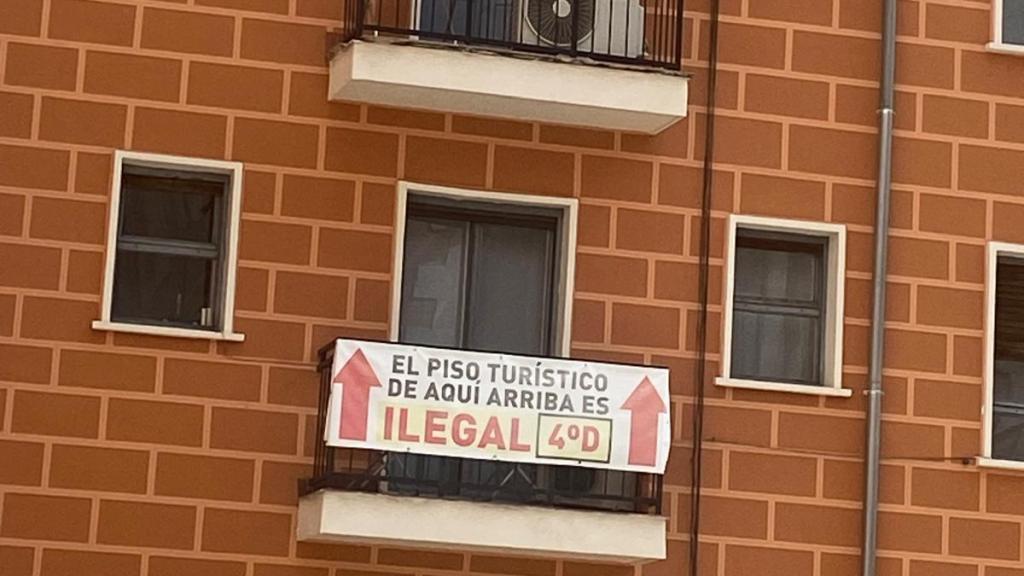 EL PISO TURÍSTICO
DE AQUÍ ARRIBA ES
ILEGAL 4ºD